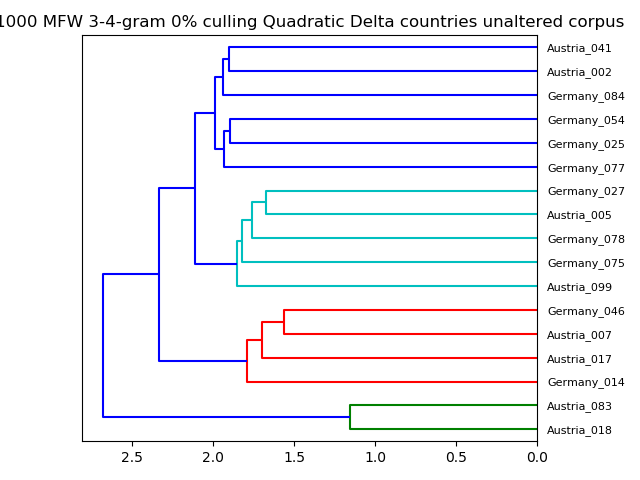 1000 MFW 3-4-gram 0% culling Quadratic Delta countries unaltered corpus
Austria_041
Austria_002
Germany_084
Germany_054
Germany_025
Germany_077
Germany_027
Austria_005
Germany_078
Germany_075
Austria_099
Germany_046
Austria_007
Austria_017
Germany_014
Austria_083
Austria_018
2.5 2.0 1.5 1.0 0.5 0.0